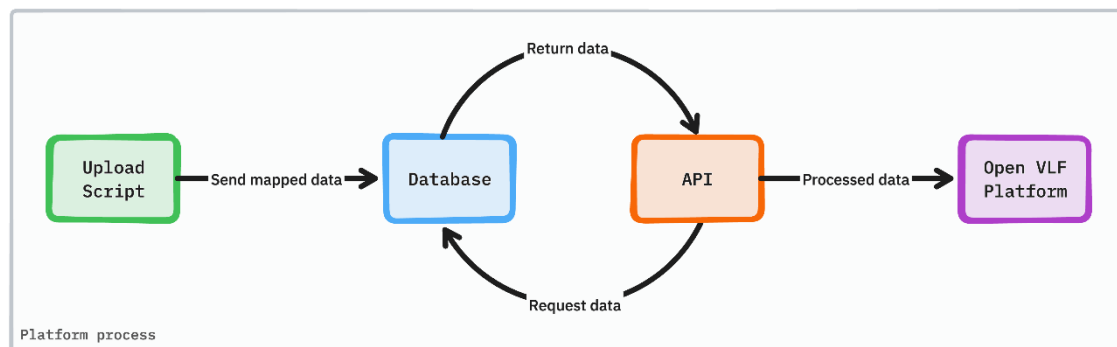 Return data
Upload
Script
Send mapped data
Database
API
Processed data
Open VLF
Platform
Request data
Platform process